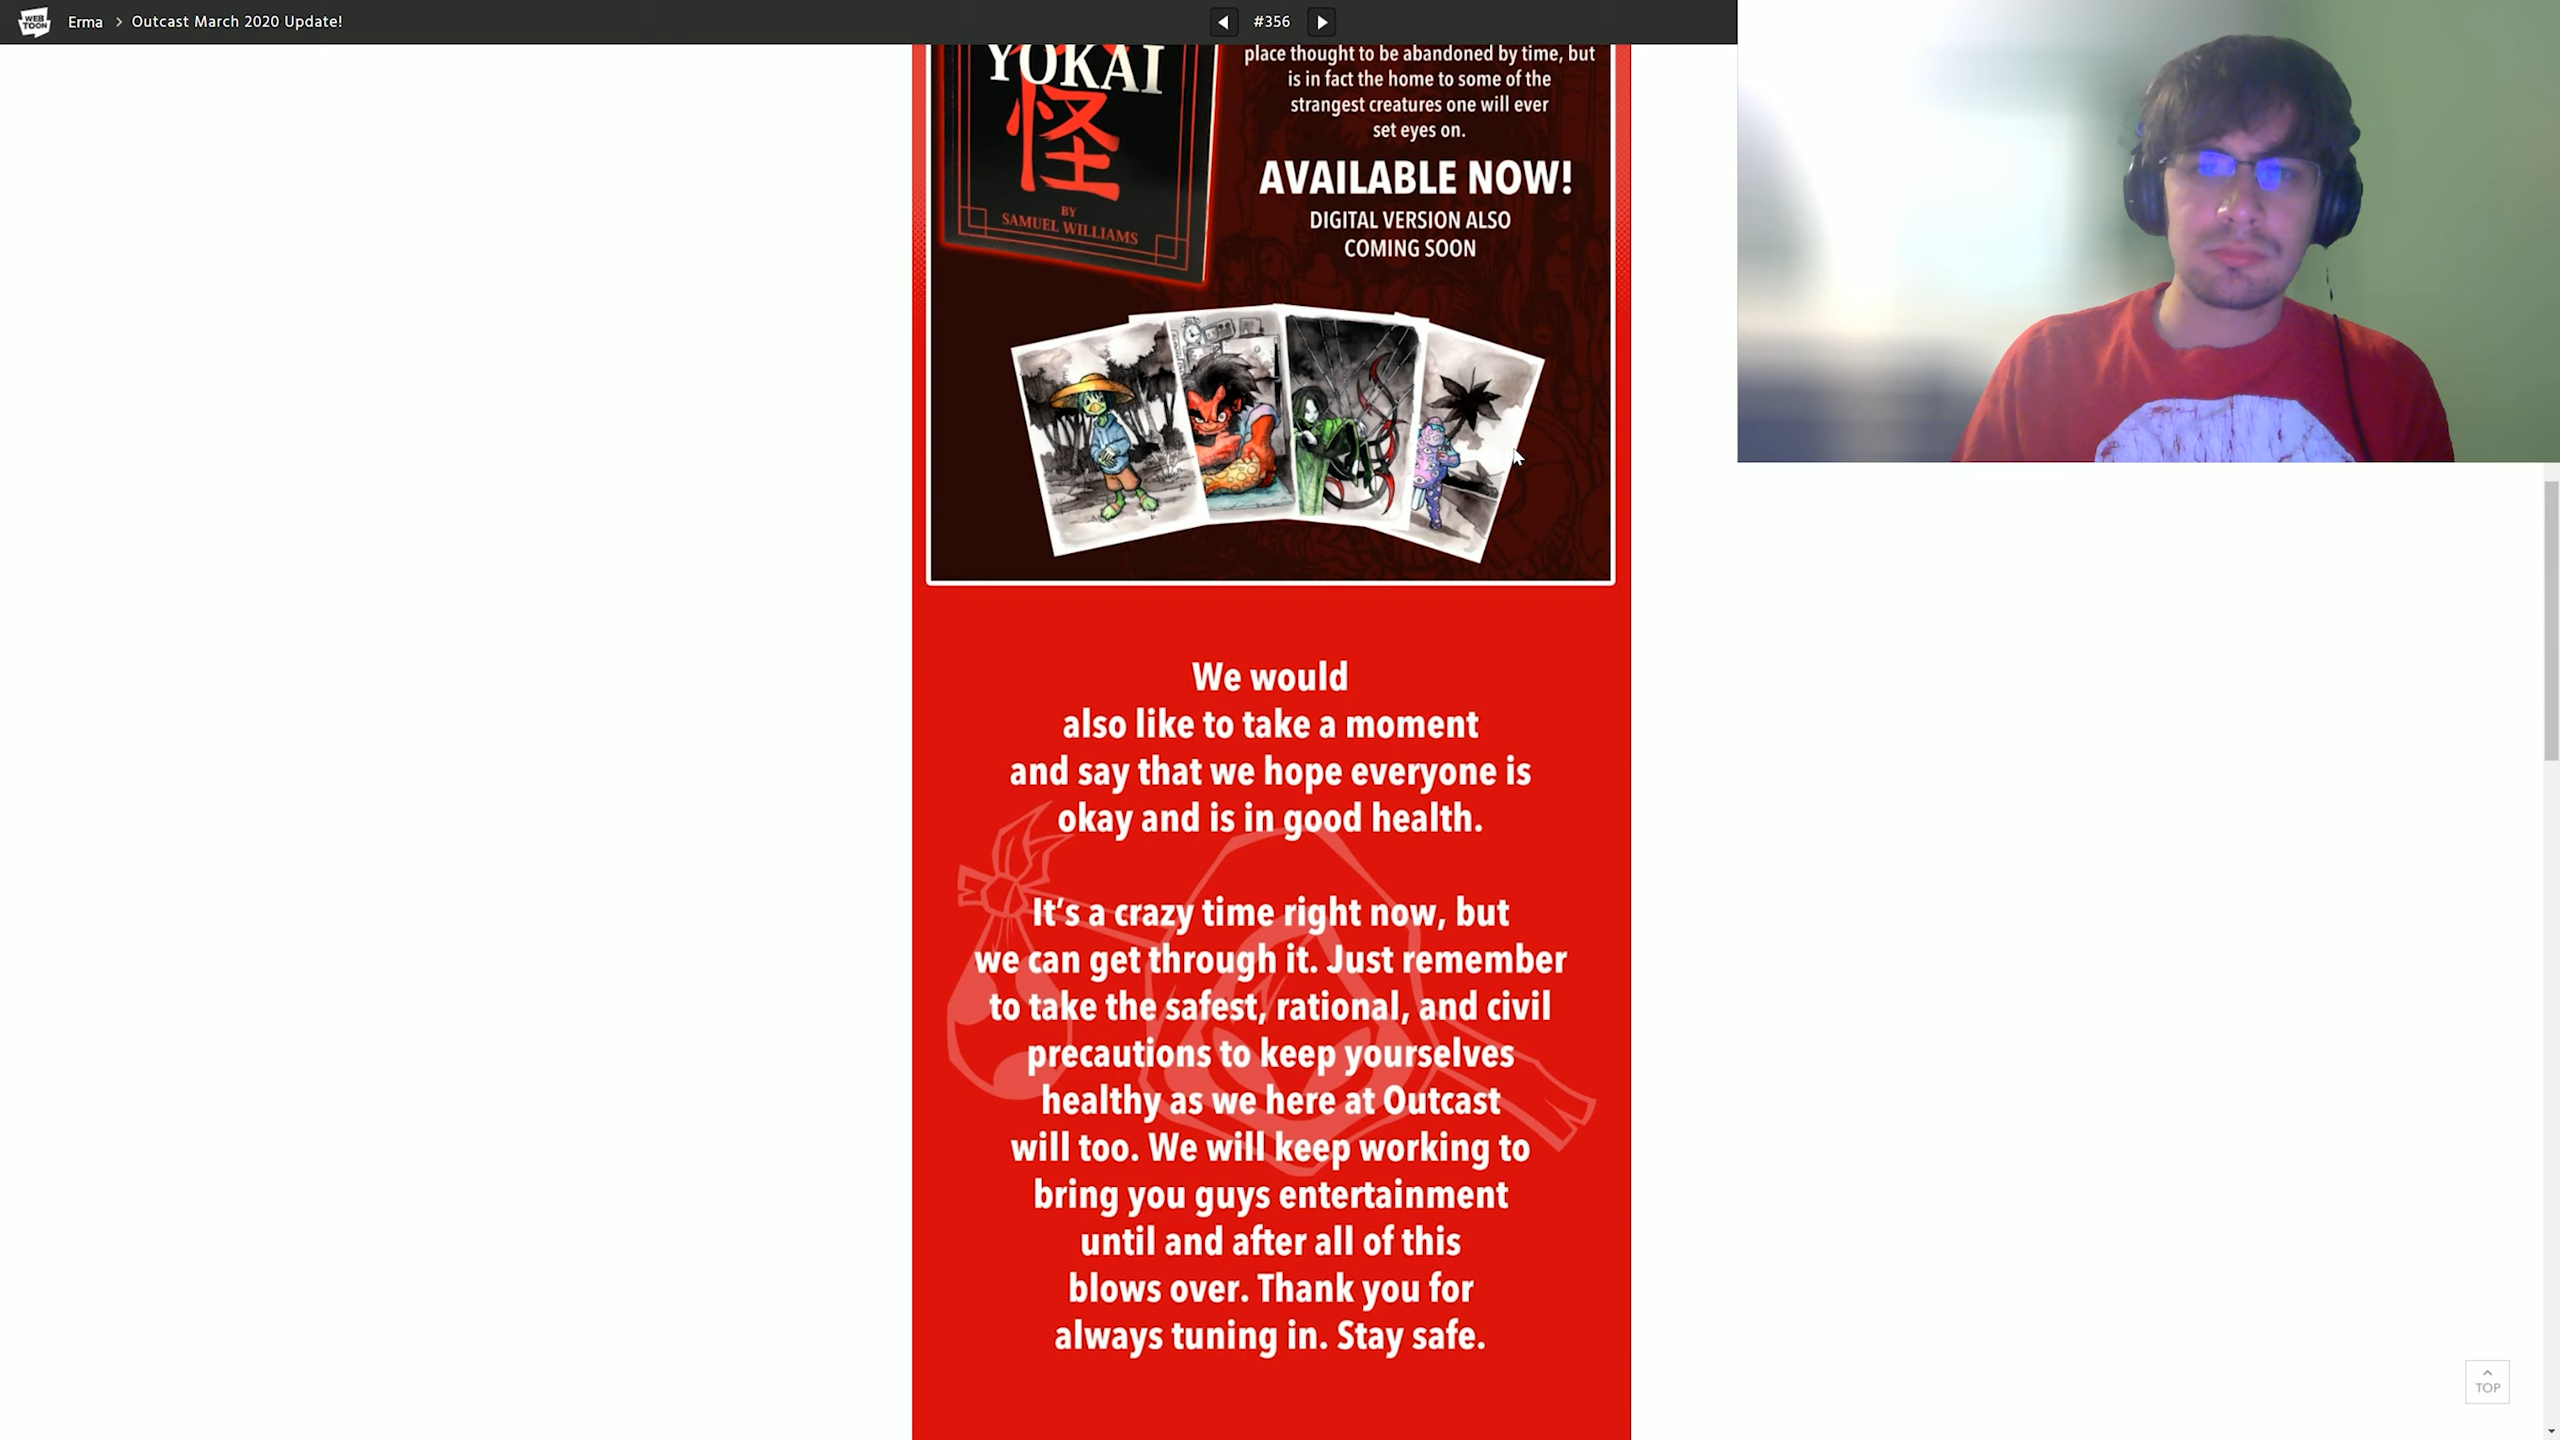 WEB
TOON
Erma > Outcast March 2020 Update!
#356
YOKAI
怪
BY
SAMUEL WILLIAMS
place thought to be abandoned by time, but
is in fact the home to some of the
strangest creatures one will ever
set eyes on.
AVAILABLE NOW!
DIGITAL VERSION ALSO
COMING SOON
We would
also like to take a moment
and say that we hope everyone is
okay and is in good health.
It's a crazy time right now, but
we can get through it. Just remember
to take the safest, rational, and civil
precautions to keep yourselves
healthy as we here at Outcast
will too. We will keep working to
bring you guys entertainment
until and after all of this
blows over. Thank you for
always tuning in. Stay safe.
TOP